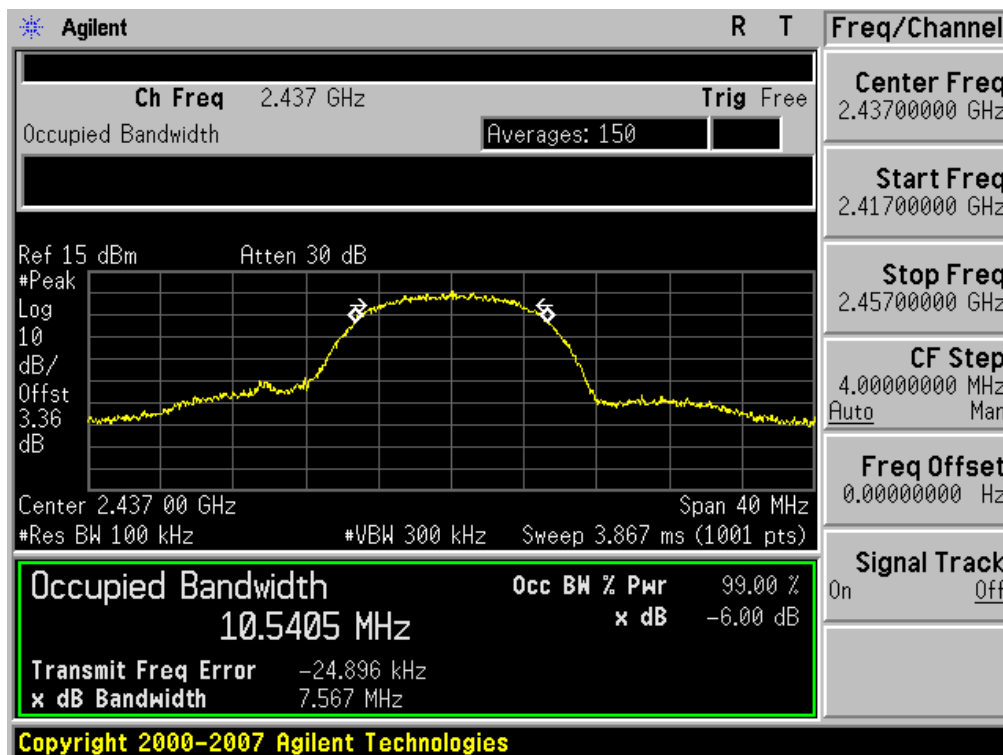 Agilent R T
Ch Freq 2.437 GHz Trig Free
Occupied Bandwidth Averages: 150
Ref 15 dBm Atten 30 dB
#Peak
Log
10
dB/
Offst
3.36
dB
Center 2.437 00 GHz Span 40 MHz
#Res BW 100 kHz #VBW 300 kHz Sweep 3.867 ms (1001 pts)
Occupied Bandwidth
10.5405 MHz
Occ BW % Pwr 99.00 %
x dB -6.00 dB
Transmit Freq Error -24.896 kHz
x dB Bandwidth 7.567 MHz
Copyright 2000-2007 Agilent Technologies
Freq/Channel
Center Freq
2.43700000 GHz
Start Freq
2.41700000 GHz
Stop Freq
2.45700000 GHz
CF Step
4.00000000 MHz
Auto Man
Freq Offset
0.00000000 Hz
Signal Track
On Off